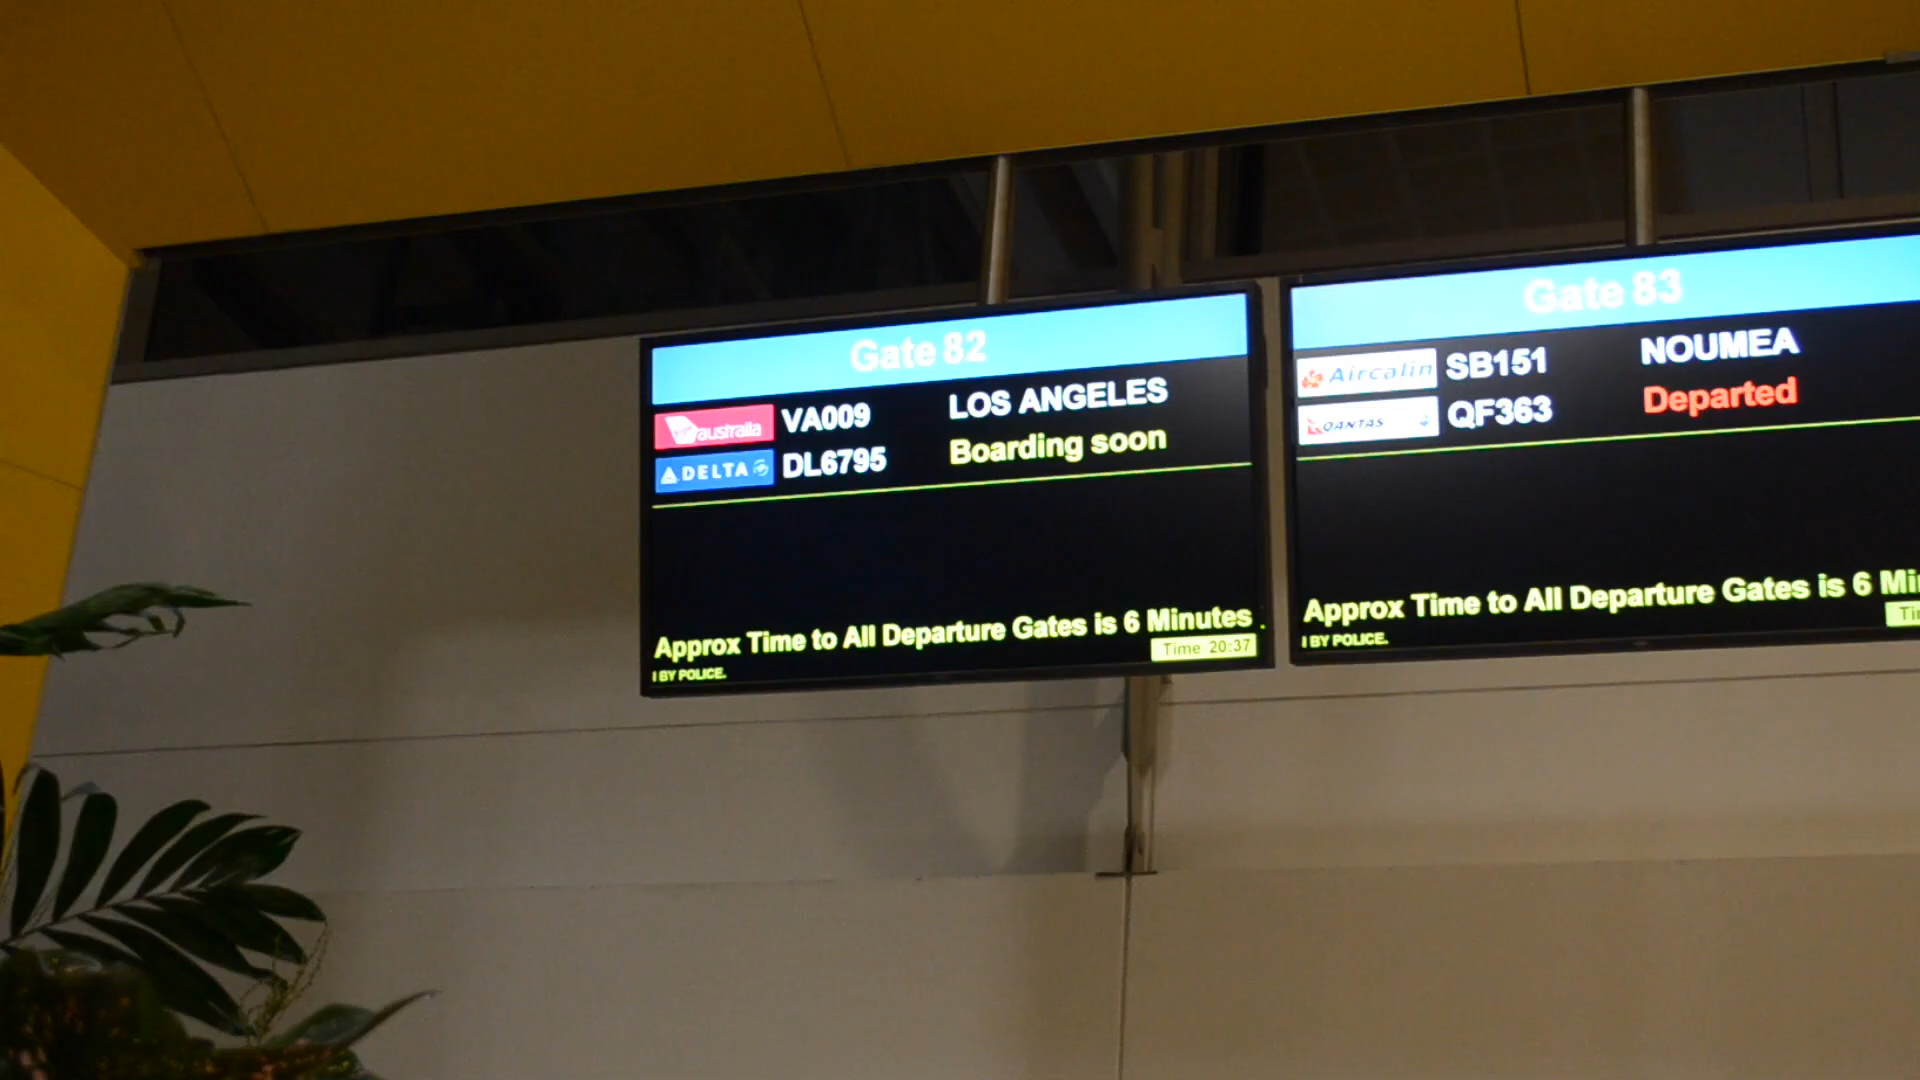 Gate 82
australia VA009 LOS ANGELES
DELTA DL6795 Boarding soon
Approx Time to All Departure Gates is 6 Minutes .
Time 20:37
I BY POLICE.
Gate 83
Aircalin SB151 NOUMEA
QANTAS QF363 Departed
Approx Time to All Departure Gates is 6 Mi
I BY POLICE.